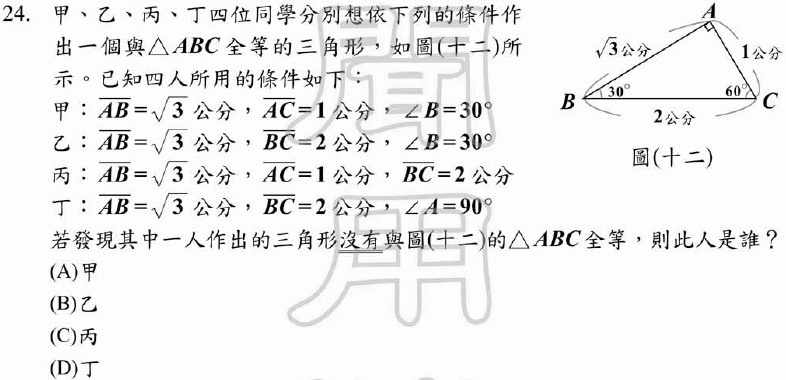 24. 甲、乙、丙、丁四位同學分別想依下列的條件作
出一個與△ABC全等的三角形，如圖(十二)所
示。已知四人所用的條件如下：
甲：AB=√3 公分，AC=1公分，∠B=30°
乙：AB=√3 公分，BC=2公分，∠B=30°
丙：AB=√3 公分，AC=1公分，BC=2公分
丁：AB=√3 公分，BC=2公分，∠A=90°
若發現其中一人作出的三角形沒有與圖(十二)的△ABC全等，則此人是誰？
(A)甲
(B)乙
(C)丙
(D)丁
A
√3公分
1公分
B
30°
60°
C
2公分
圖(十二)
聞
用